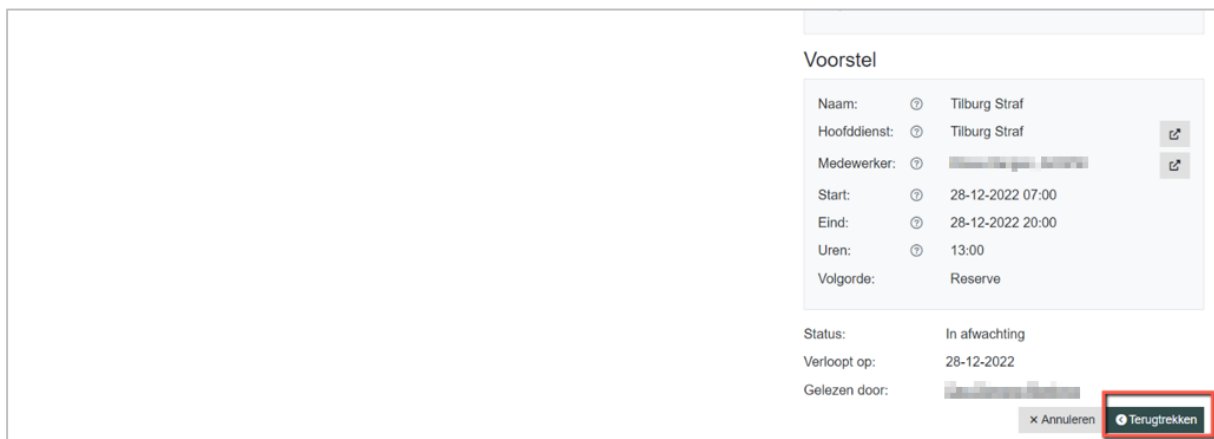 Voorstel
Naam: Tilburg Straf
Hoofddienst: Tilburg Straf
Medewerker:
Start: 28-12-2022 07:00
Eind: 28-12-2022 20:00
Uren: 13:00
Volgorde: Reserve
Status: In afwachting
Verloopt op: 28-12-2022
Gelezen door:
Annuleren Terugtrekken